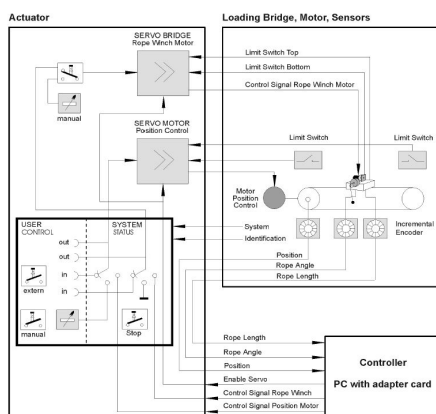 Actuator
Loading Bridge, Motor, Sensors
SERVO BRIDGE
Rope Winch Motor
Limit Switch Top
Limit Switch Bottom
Control Signal Rope Winch Motor
manual
SERVO MOTOR
Position Control
Limit Switch
Limit Switch
Motor
Position
Control
Incremental
Encoder
USER
CONTROL
SYSTEM
STATUS
System
Identification
out
out
in
in
extern
manual
Stop
Position
Rope Angle
Rope Length
Rope Length
Rope Angle
Position
Enable Servo
Control Signal Rope Winch
Control Signal Position Motor
Controller
PC with adapter card